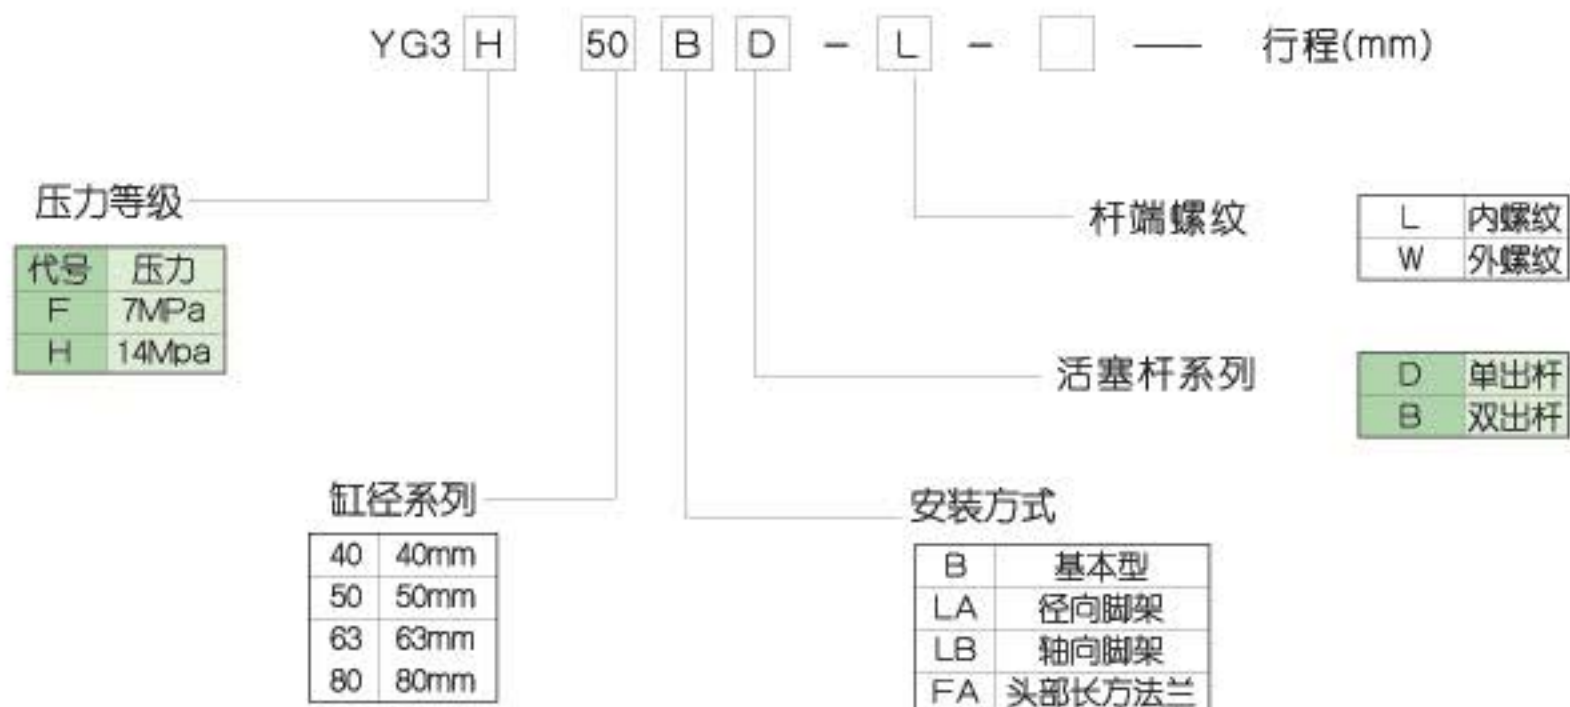 YG3 H 50 B D - L - 行程(mm)
压力等级
代号 压力
F 7MPa
H 14Mpa
杆端螺纹
L 内螺纹
W 外螺纹
活塞杆系列
D 单出杆
B 双出杆
缸径系列
40 40mm
50 50mm
63 63mm
80 80mm
安装方式
B 基本型
LA 径向脚架
LB 轴向脚架
FA 头部长方法兰